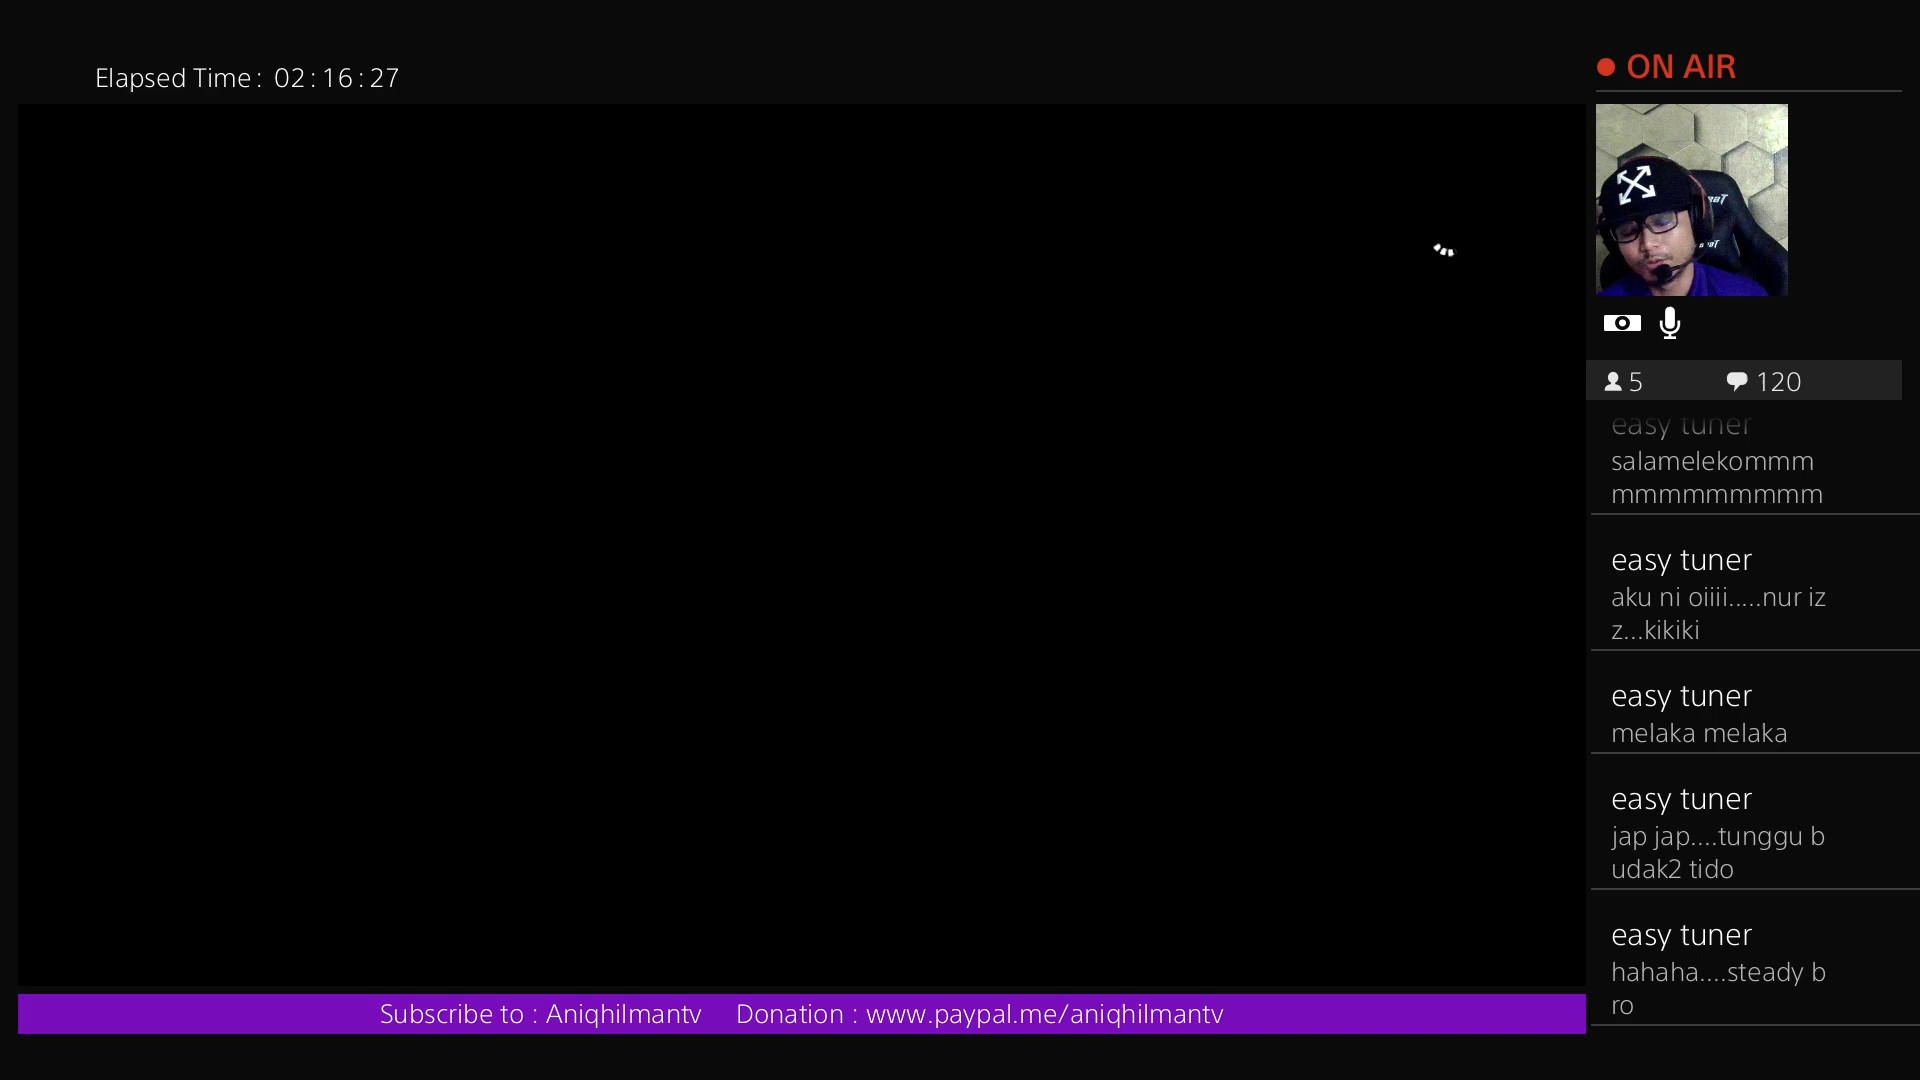 Elapsed Time: 02:16:27
ON AIR
5 120
easy tuner
salamelekommm
mmmmmmmmm
easy tuner
aku ni oiiii.....nur iz
z...kikiki
easy tuner
melaka melaka
easy tuner
jap jap....tunggu b
udak2 tido
easy tuner
hahaha....steady b
ro
Subscribe to : Aniqhilmantv Donation : www.paypal.me/aniqhilmantv